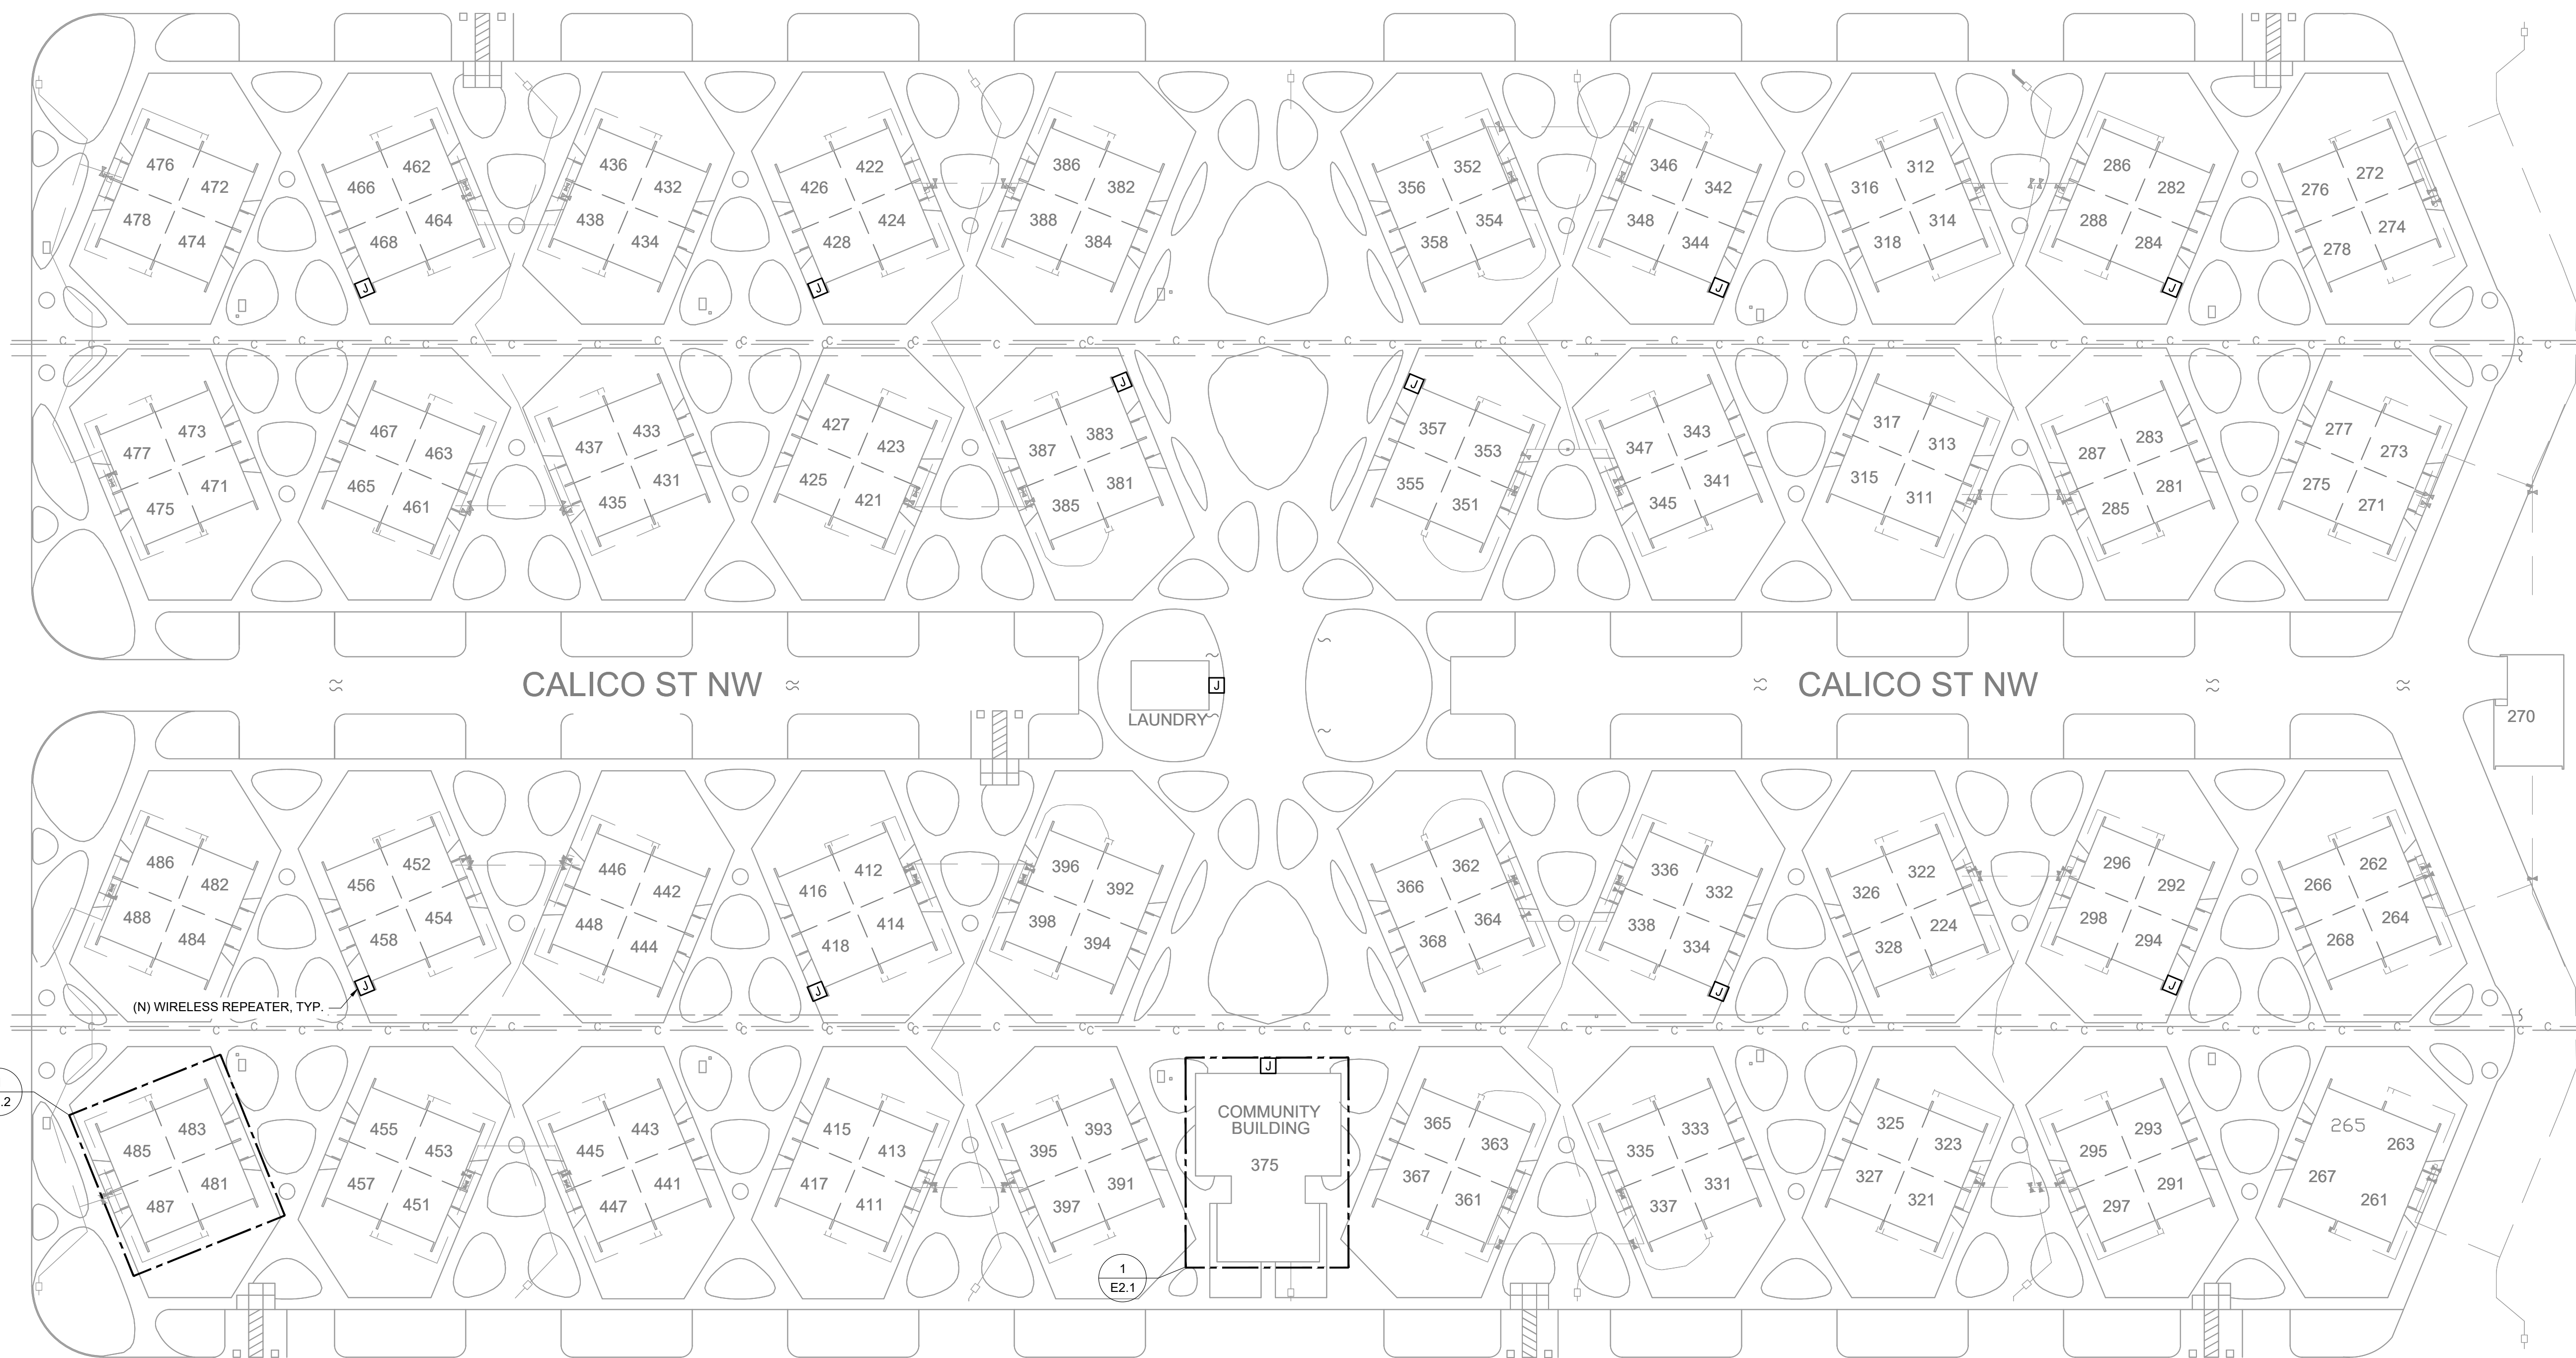 476 462 436 422 386 352 346 312 286 272
472 466 432 426 382 356 342 316 282 276
478 464 438 424 388 354 348 314 288 274
474 468 434 428 384 358 344 318 284 278
J J J J
C C C C C C C C C C C C C C C C C C C C C C C C C C C C C C
J J
473 467 433 427 383 357 343 317 283 277
477 463 437 423 387 353 347 313 287 273
471 465 431 425 381 355 341 315 281 275
475 461 435 421 385 351 345 311 285 271
CALICO ST NW
J
CALICO ST NW
LAUNDRY
270
486 452 446 412 396 362 336 322 296 262
482 456 442 416 392 366 332 326 292 266
488 454 448 414 398 364 338 224 298 264
484 458 444 418 394 368 334 328 294 268
J J J J
(N) WIRELESS REPEATER, TYP.
C C C C C C C C C C C C C C C C C C C C C C C C C C C C C C
J
.2
COMMUNITY
BUILDING
375
483 455 443 415 393 365 333 325 293 265
485 453 445 413 395 363 335 323 295 263
481 457 441 417 391 367 331 327 291 267
487 451 447 411 397 361 337 321 297 261
1
E2.1